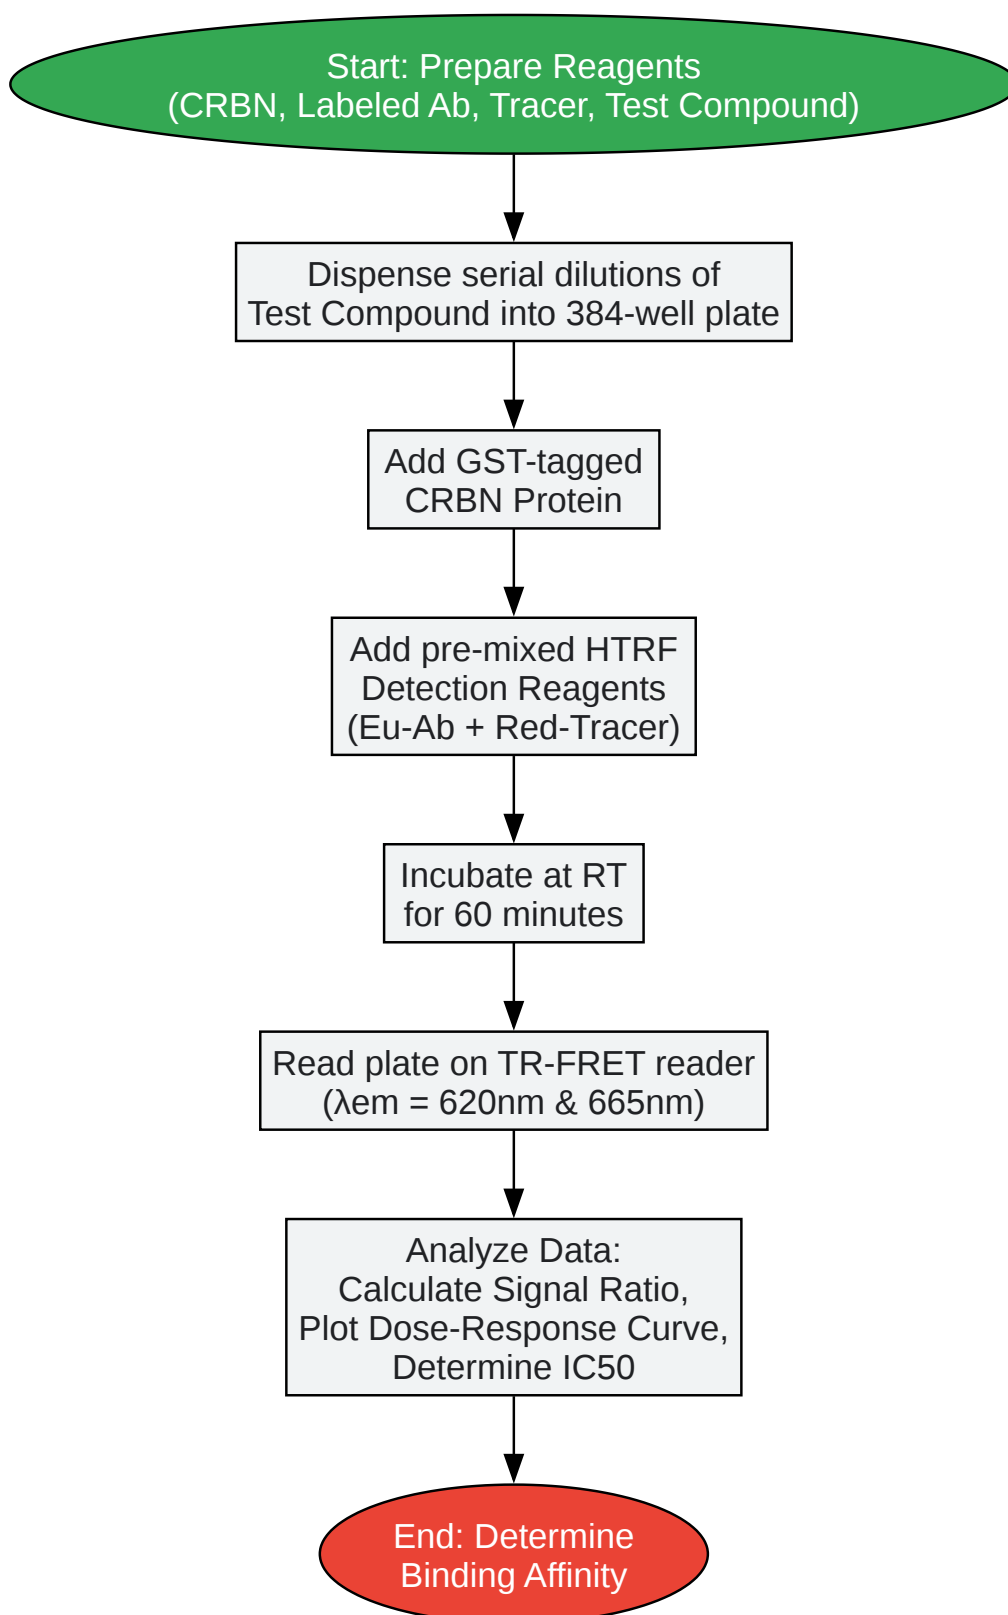 Start: Prepare Reagents
(CRBN, Labeled Ab, Tracer, Test Compound)
Dispense serial dilutions of
Test Compound into 384-well plate
Add GST-tagged
CRBN Protein
Add pre-mixed HTRF
Detection Reagents
(Eu-Ab + Red-Tracer)
Incubate at RT
for 60 minutes
Read plate on TR-FRET reader
(λem = 620nm & 665nm)
Analyze Data:
Calculate Signal Ratio,
Plot Dose-Response Curve,
Determine IC50
End: Determine
Binding Affinity